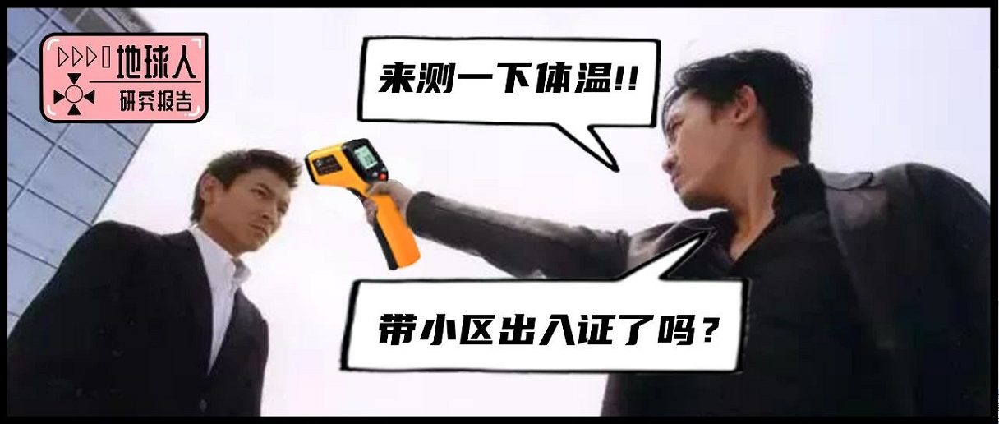 地球人
研究报告
来测一下体温!!
带小区出入证了吗?